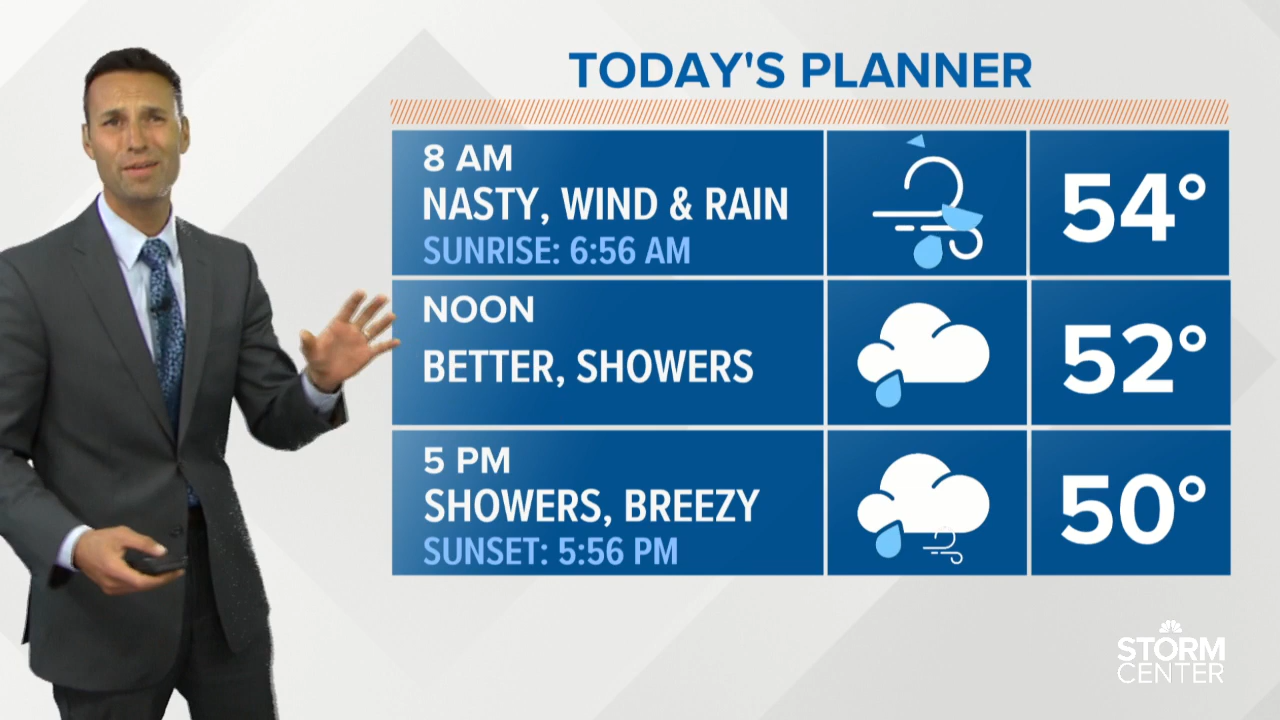 TODAY'S PLANNER
8 AM
NASTY, WIND & RAIN
SUNRISE: 6:56 AM
54°
NOON
BETTER, SHOWERS
52°
5 PM
SHOWERS, BREEZY
SUNSET: 5:56 PM
50°
STORM
CENTER